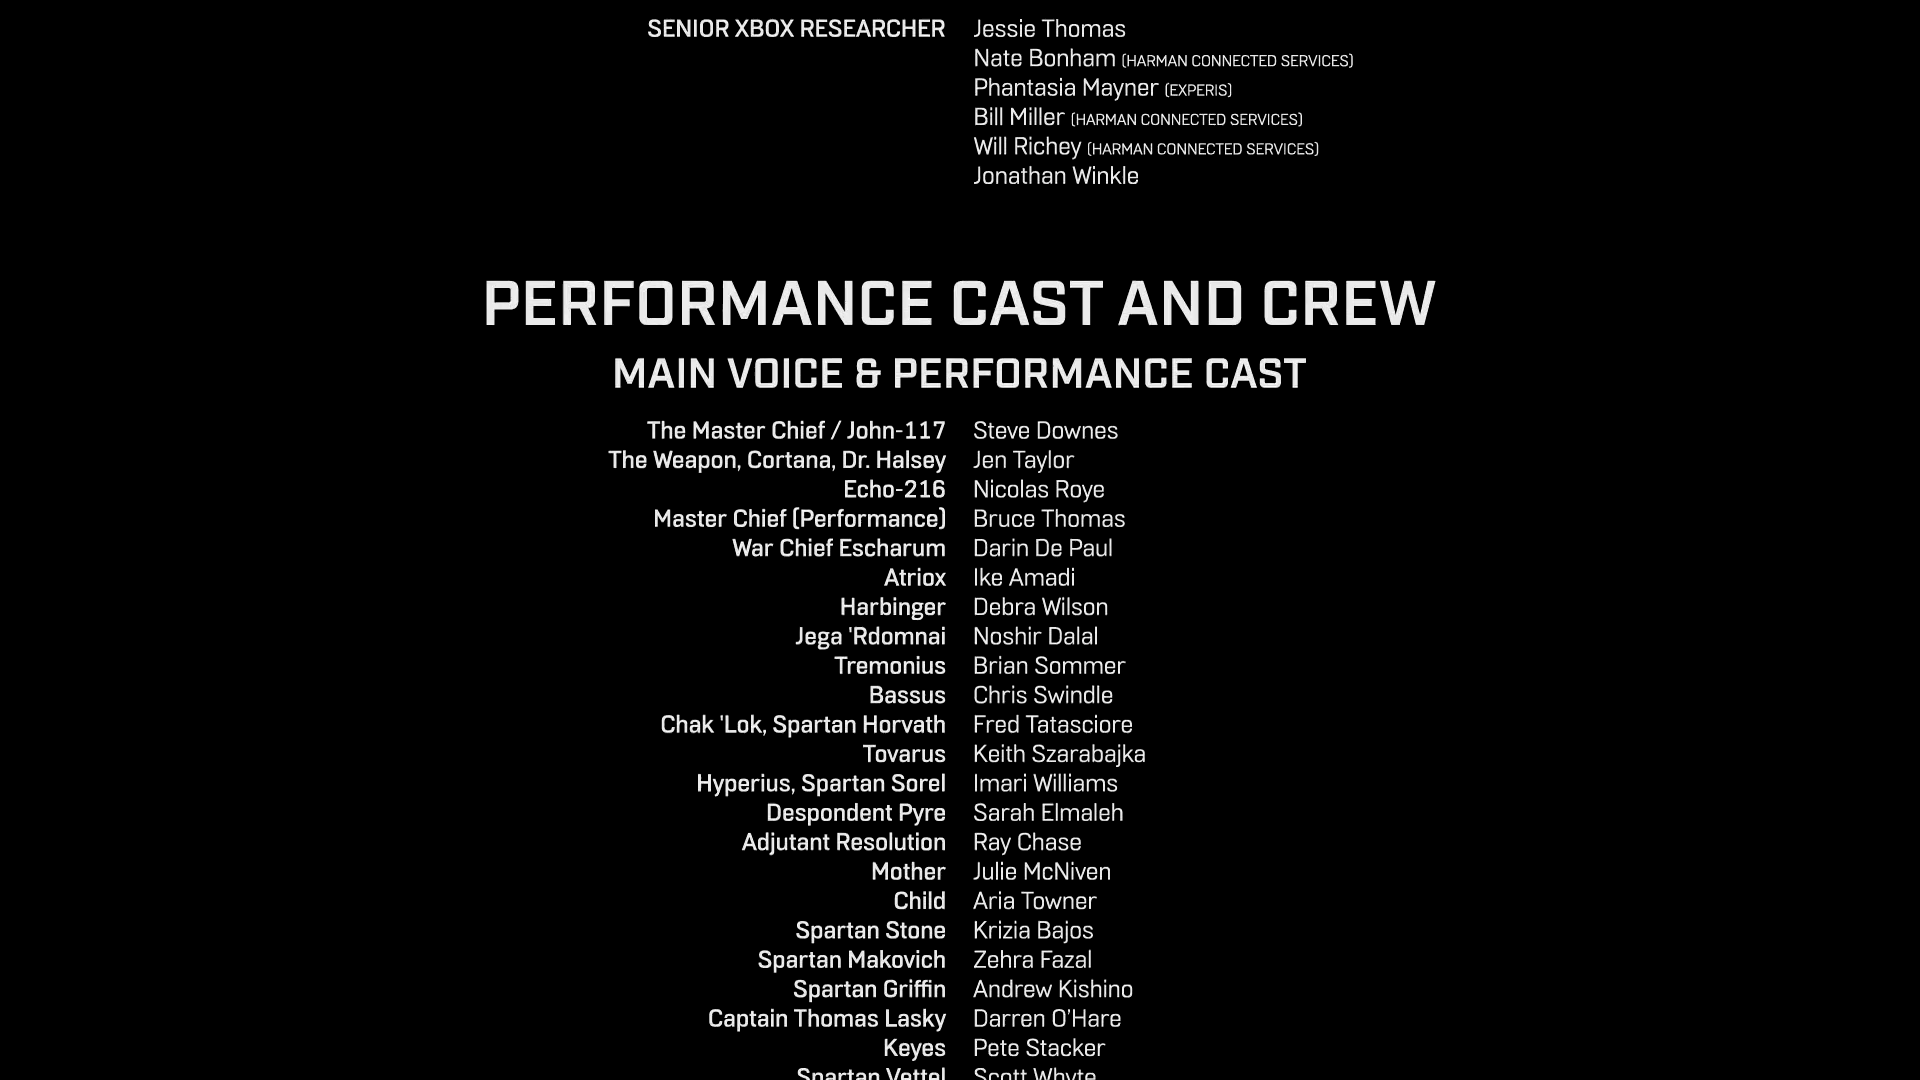 SENIOR XBOX RESEARCHER Jessie Thomas
Nate Bonham (HARMAN CONNECTED SERVICES)
Phantasia Mayner (EXPERIS)
Bill Miller (HARMAN CONNECTED SERVICES)
Will Richey (HARMAN CONNECTED SERVICES)
Jonathan Winkle
PERFORMANCE CAST AND CREW
MAIN VOICE & PERFORMANCE CAST
The Master Chief / John-117 Steve Downes
The Weapon, Cortana, Dr. Halsey Jen Taylor
Echo-216 Nicolas Roye
Master Chief (Performance) Bruce Thomas
War Chief Escharum Darin De Paul
Atriox Ike Amadi
Harbinger Debra Wilson
Jega 'Rdomnai Noshir Dalal
Tremonius Brian Sommer
Bassus Chris Swindle
Chak 'Lok, Spartan Horvath Fred Tatasciore
Tovarus Keith Szarabajka
Hyperius, Spartan Sorel Imari Williams
Despondent Pyre Sarah Elmaleh
Adjutant Resolution Ray Chase
Mother Julie McNiven
Child Aria Towner
Spartan Stone Krizia Bajos
Spartan Makovich Zehra Fazal
Spartan Griffin Andrew Kishino
Captain Thomas Lasky Darren O’Hare
Keyes Pete Stacker
Spartan Vettel Scott Whyte